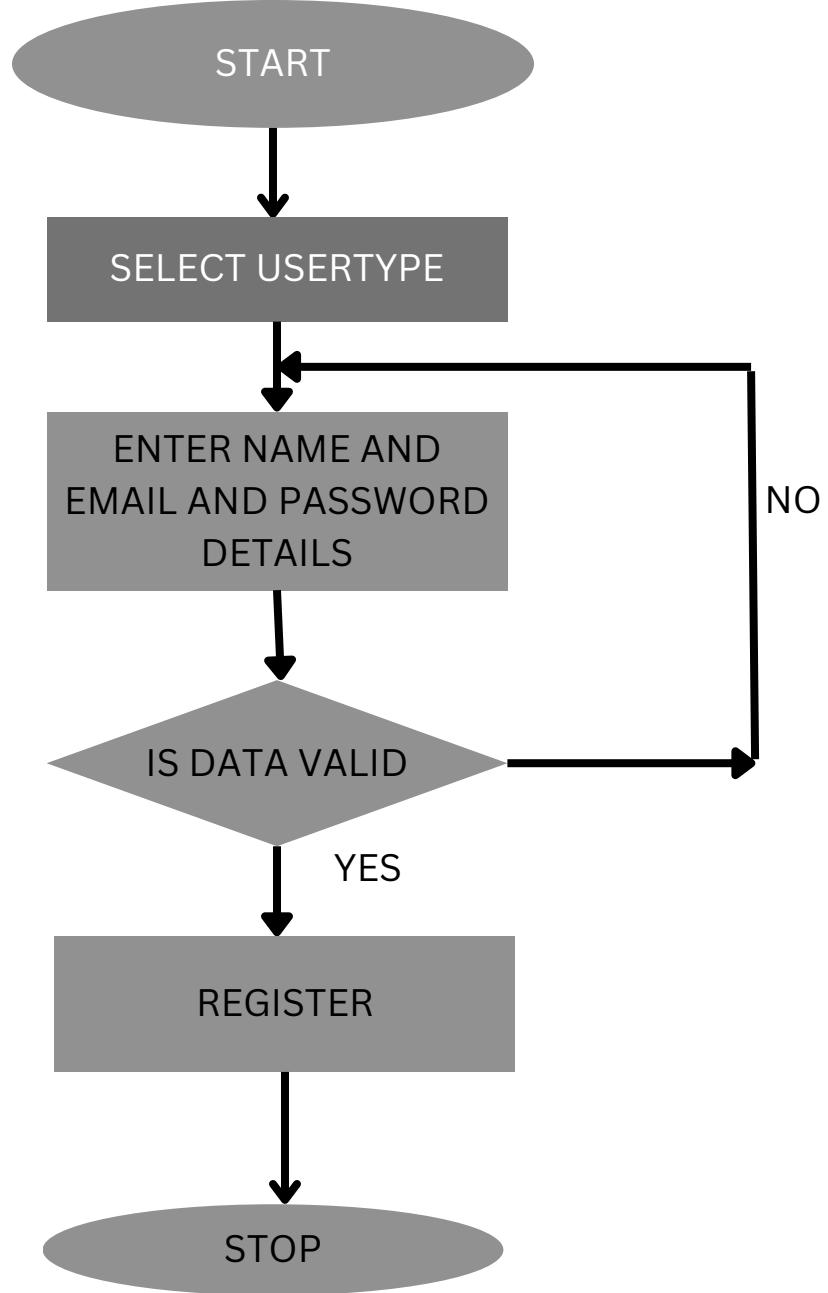 START
SELECT USERTYPE
ENTER NAME AND
EMAIL AND PASSWORD
DETAILS
NO
IS DATA VALID
YES
REGISTER
STOP